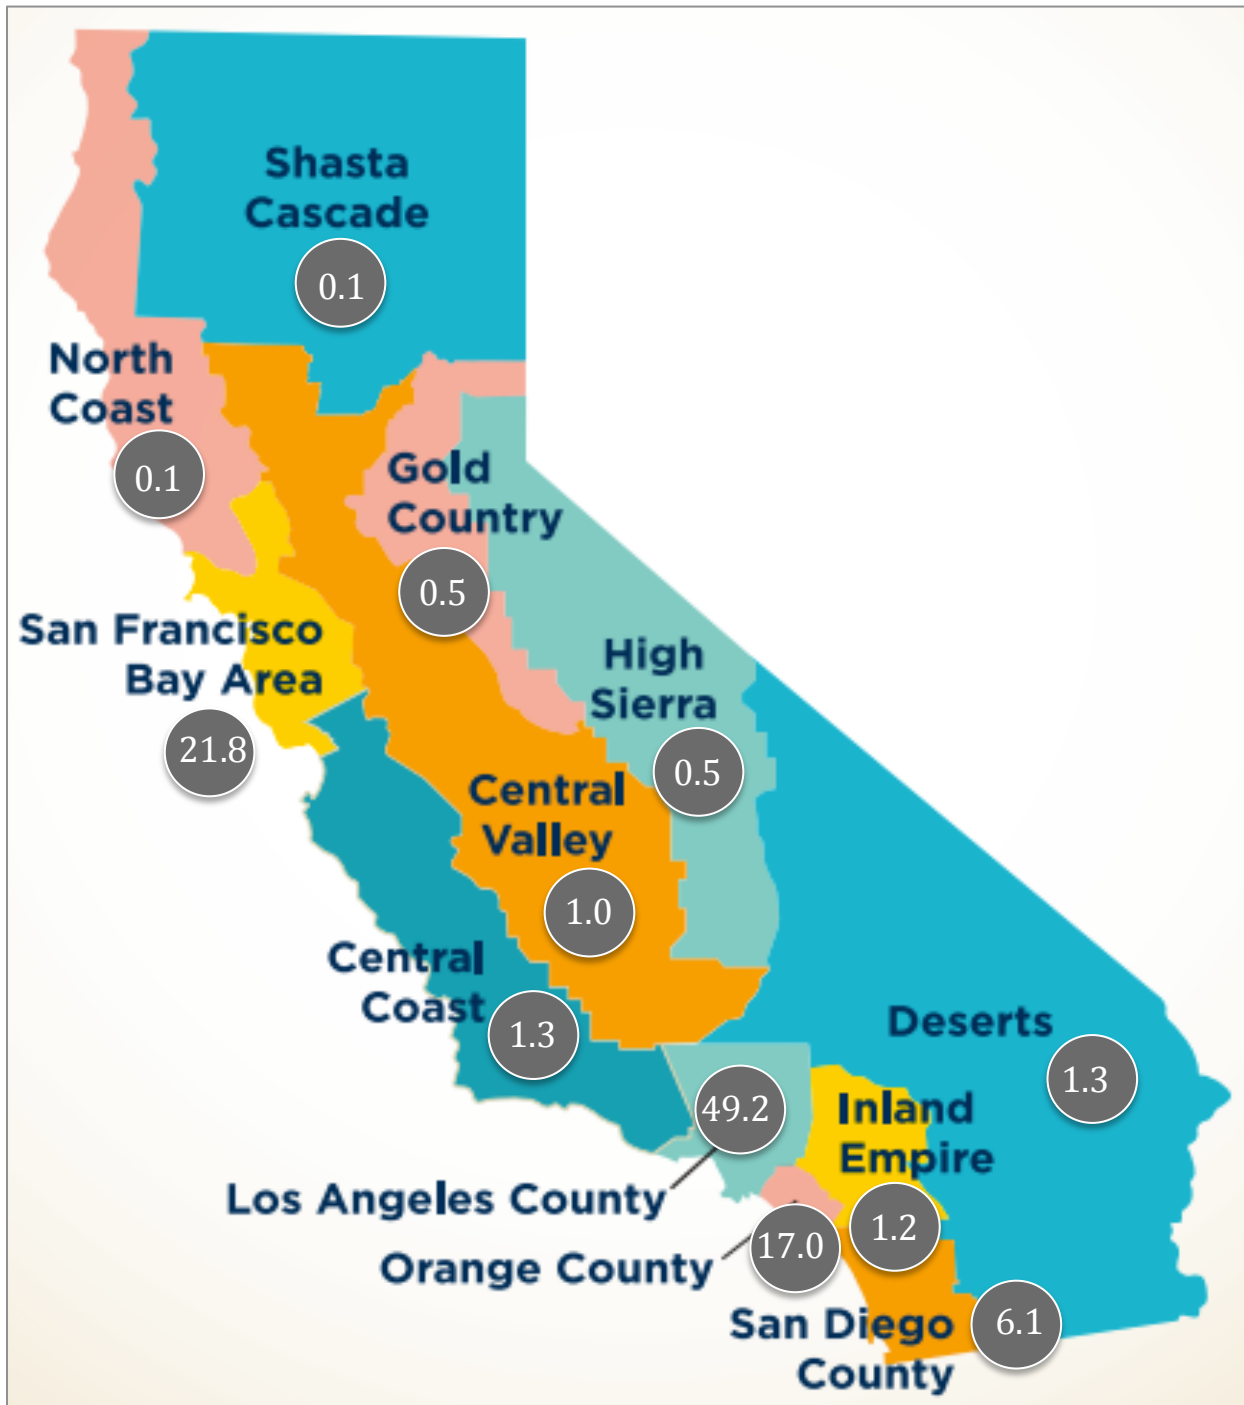 Shasta
Cascade
0.1
North
Coast
0.1
Gold
Country
0.5
San Francisco
Bay Area
21.8
High
Sierra
0.5
Central
Valley
1.0
Central
Coast
1.3
Deserts
1.3
49.2
Los Angeles County
Inland
Empire
1.2
Orange County
17.0
San Diego
County
6.1